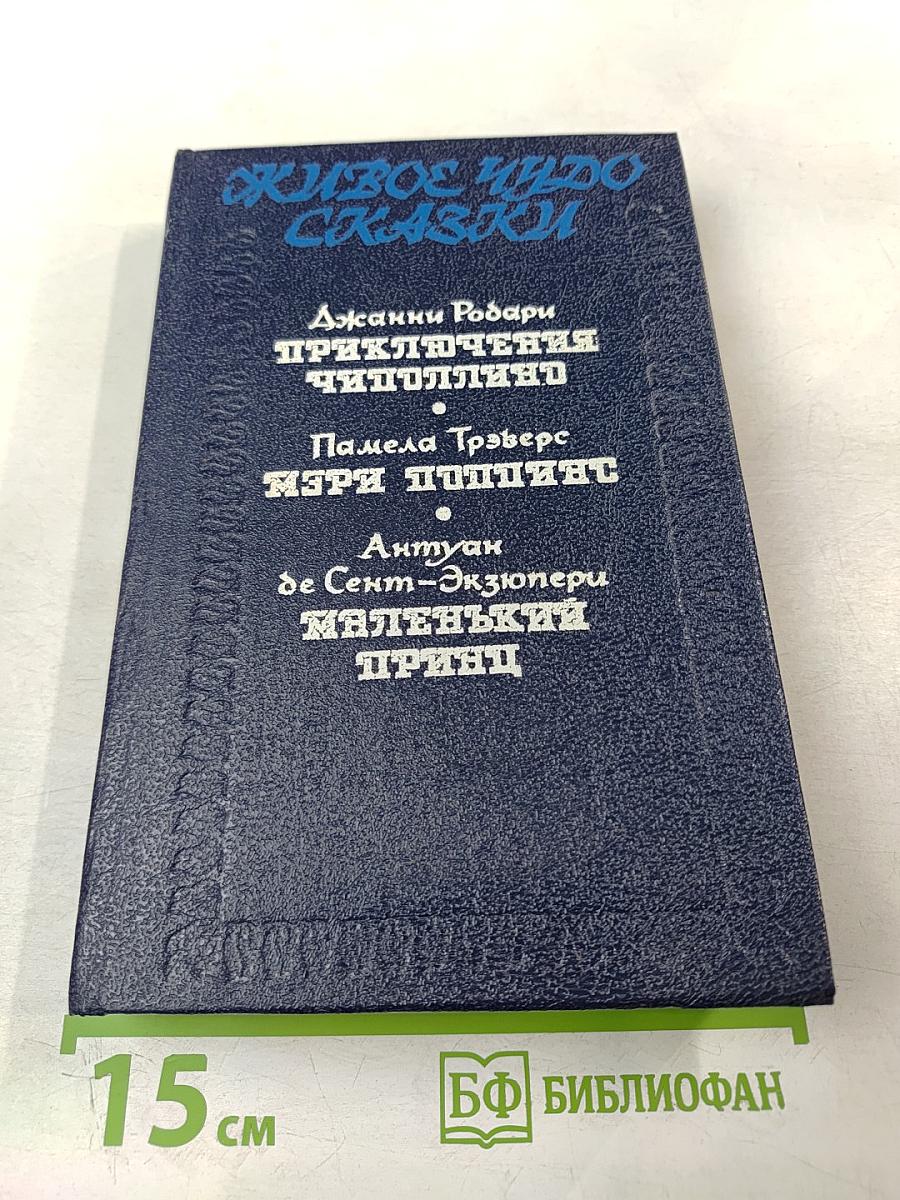 ЖИВОЕ ЧУДО
СКАЗКИ
Джанни Родари
ПРИКЛЮЧЕНИЯ
ЧИПОЛЛИНО
•
Памела Трэверс
МЭРИ ПОППИНС
•
Антуан
де Сент-Экзюпери
МАЛЕНЬКИЙ
ПРИНЦ
15 см
БФ БИБЛИОФАН